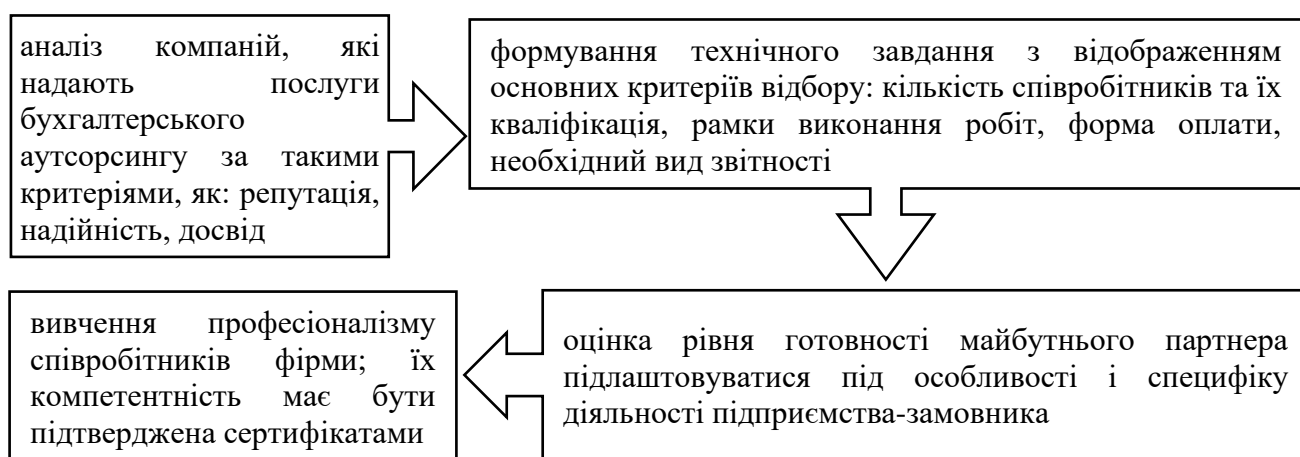 аналіз компаній, які
надають послуги
бухгалтерського
аутсорсингу за такими
критеріями, як: репутація,
надійність, досвід
формування технічного завдання з відображенням
основних критеріїв відбору: кількість співробітників та їх
кваліфікація, рамки виконання робіт, форма оплати,
необхідний вид звітності
оцінка рівня готовності майбутнього партнера
підлаштовуватися під особливості і специфіку
діяльності підприємства-замовника
вивчення професіоналізму
співробітників фірми; їх
компетентність має бути
підтверджена сертифікатами